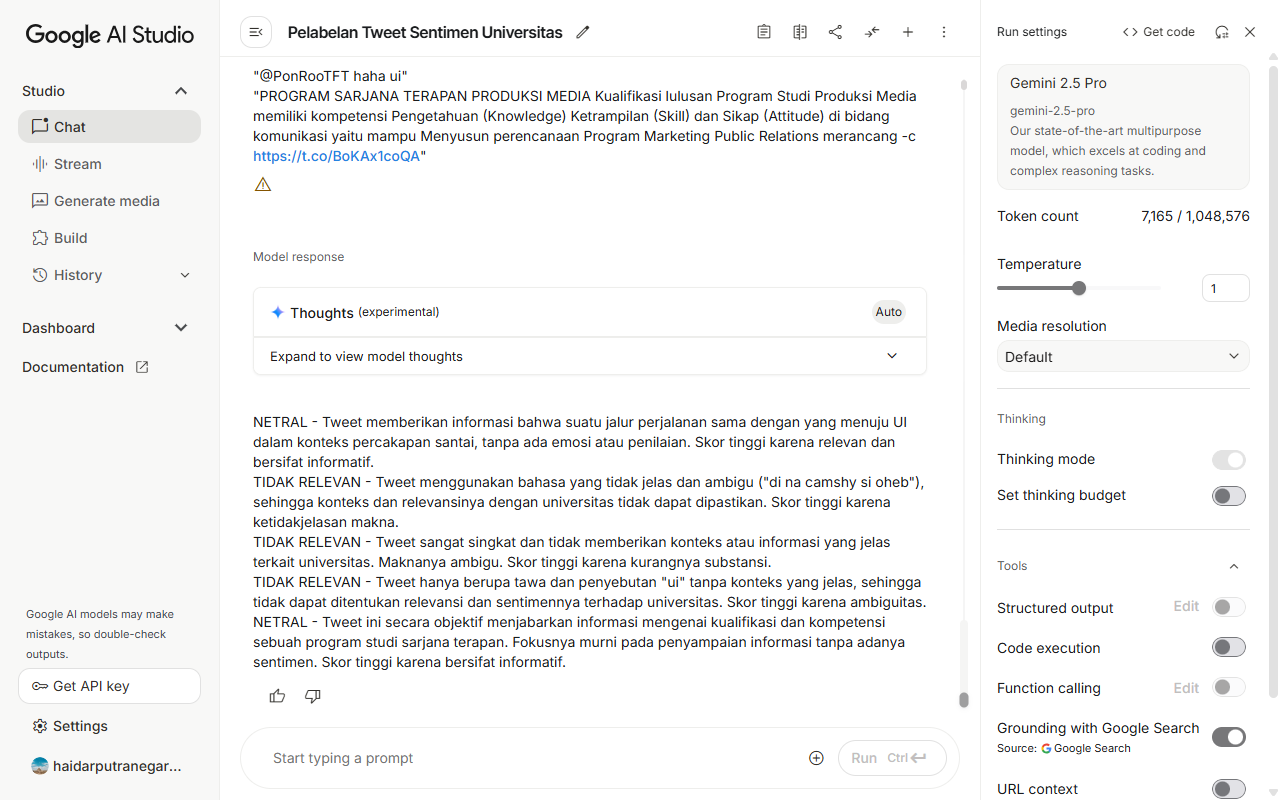 Google AI Studio
Studio
Chat
Stream
Generate media
Build
History
Dashboard
Documentation
Google AI models may make
mistakes, so double-check
outputs.
Get API key
Settings
haidarputranegar...
Pelabelan Tweet Sentimen Universitas
"@PonRooTFT haha ui"
"PROGRAM SARJANA TERAPAN PRODUKSI MEDIA Kualifikasi lulusan Program Studi Produksi Media
memiliki kompetensi Pengetahuan (Knowledge) Ketrampilan (Skill) dan Sikap (Attitude) di bidang
komunikasi yaitu mampu Menyusun perencanaan Program Marketing Public Relations merancang -c
https://t.co/BoKAx1coQA"
Model response
Thoughts (experimental)
Auto
Expand to view model thoughts
NETRAL - Tweet memberikan informasi bahwa suatu jalur perjalanan sama dengan yang menuju UI
dalam konteks percakapan santai, tanpa ada emosi atau penilaian. Skor tinggi karena relevan dan
bersifat informatif.
TIDAK RELEVAN - Tweet menggunakan bahasa yang tidak jelas dan ambigu ("di na camshy si oheb"),
sehingga konteks dan relevansinya dengan universitas tidak dapat dipastikan. Skor tinggi karena
ketidakjelasan makna.
TIDAK RELEVAN - Tweet sangat singkat dan tidak memberikan konteks atau informasi yang jelas
terkait universitas. Maknanya ambigu. Skor tinggi karena kurangnya substansi.
TIDAK RELEVAN - Tweet hanya berupa tawa dan penyebutan "ui" tanpa konteks yang jelas, sehingga
tidak dapat ditentukan relevansi dan sentimennya terhadap universitas. Skor tinggi karena ambiguitas.
NETRAL - Tweet ini secara objektif menjabarkan informasi mengenai kualifikasi dan kompetensi
sebuah program studi sarjana terapan. Fokusnya murni pada penyampaian informasi tanpa adanya
sentimen. Skor tinggi karena bersifat informatif.
Start typing a prompt
Run Ctrl
Run settings
Get code
Gemini 2.5 Pro
gemini-2.5-pro
Our state-of-the-art multipurpose
model, which excels at coding and
complex reasoning tasks.
Token count 7,165 / 1,048,576
Temperature
1
Media resolution
Default
Thinking
Thinking mode
Set thinking budget
Tools
Structured output Edit
Code execution
Function calling Edit
Grounding with Google Search
Source: Google Search
URL context